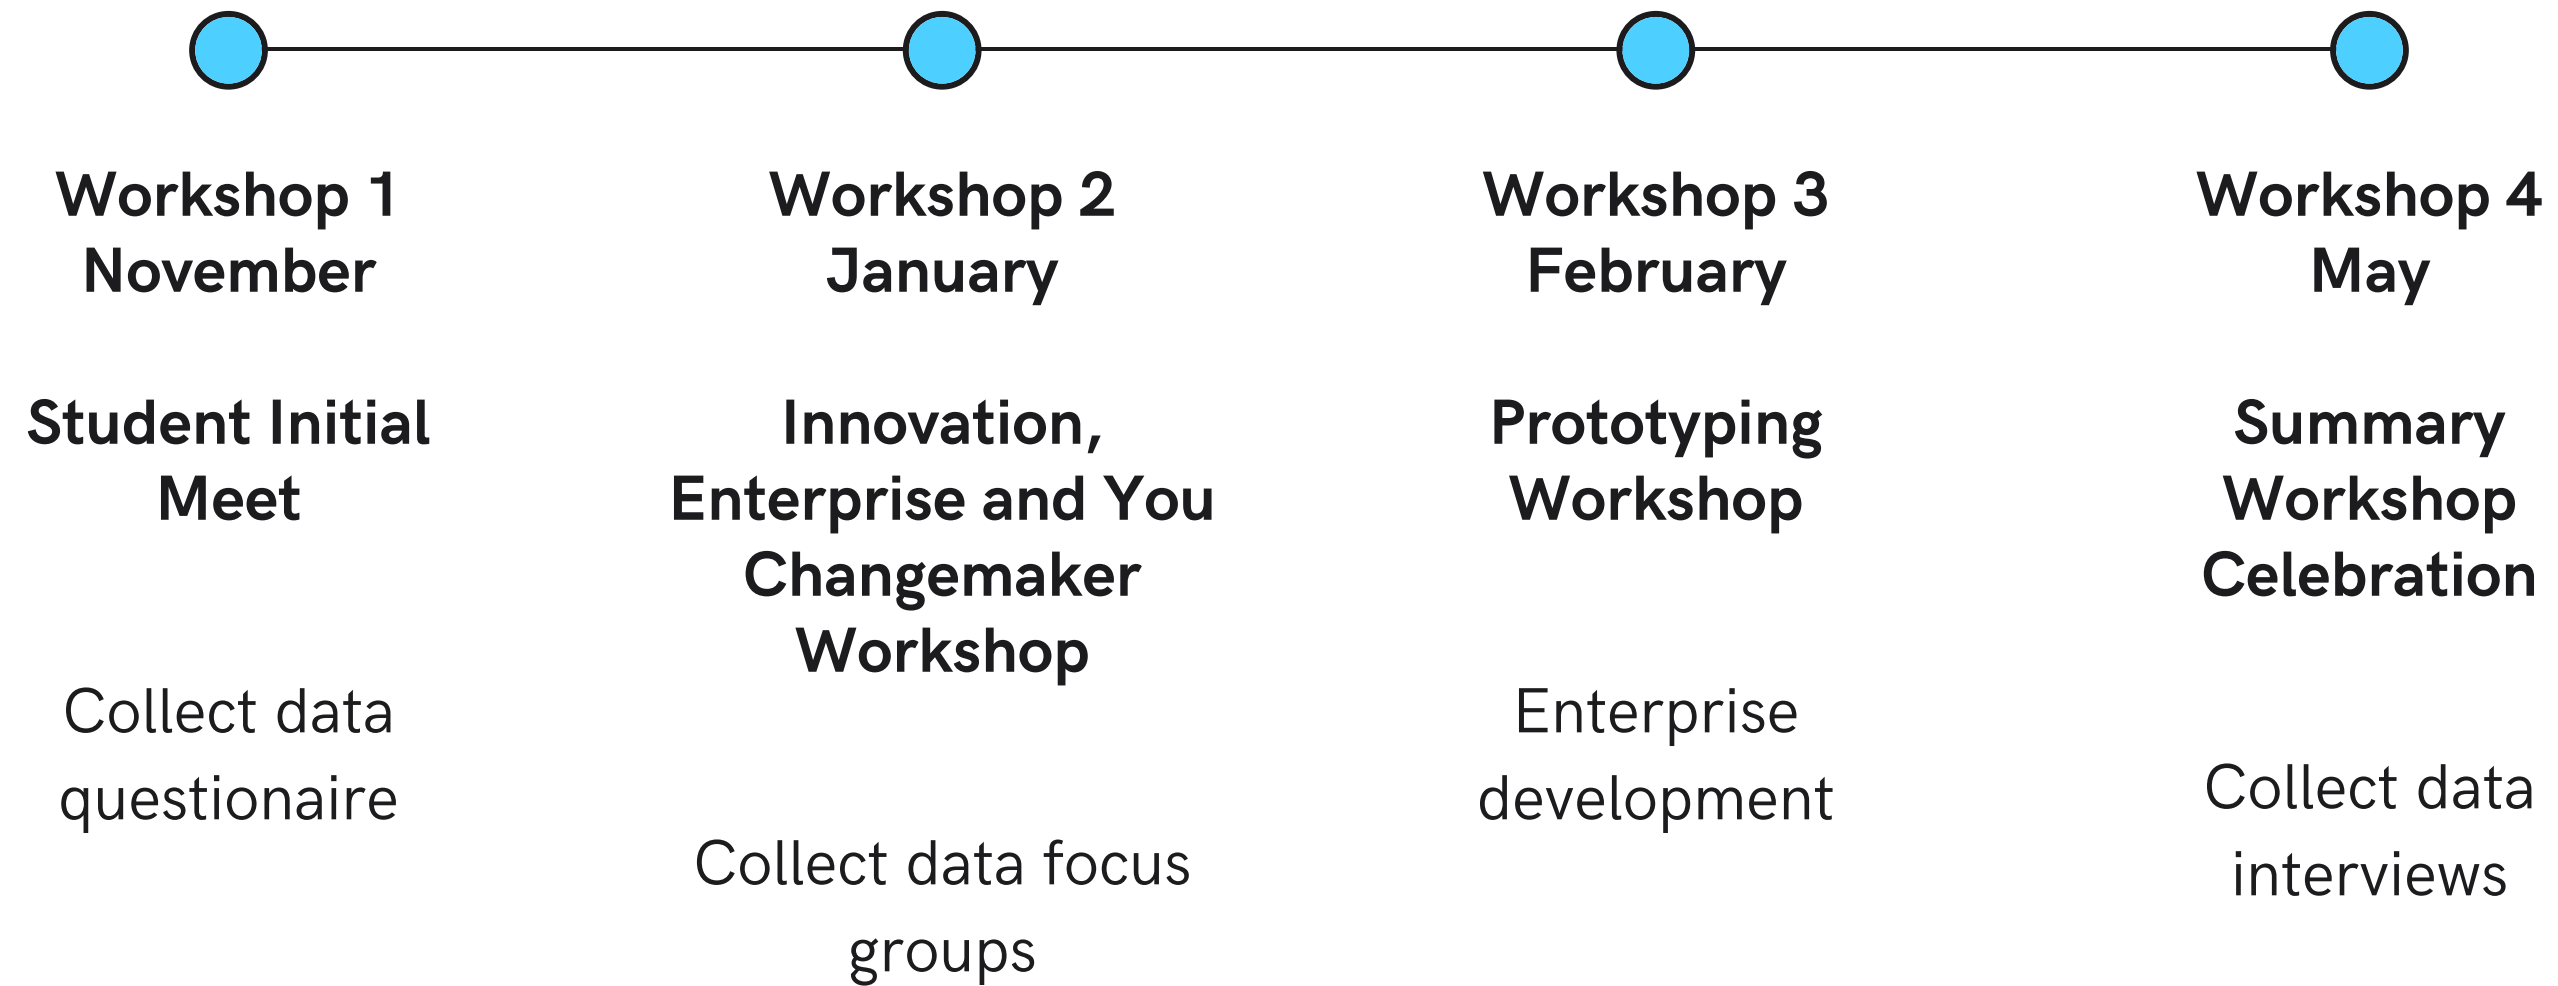 Workshop 1
November
Student Initial
Meet
Collect data
questionaire
Workshop 2
January
Innovation,
Enterprise and You
Changemaker
Workshop
Collect data focus
groups
Workshop 3
February
Prototyping
Workshop
Enterprise
development
Workshop 4
May
Summary
Workshop
Celebration
Collect data
interviews